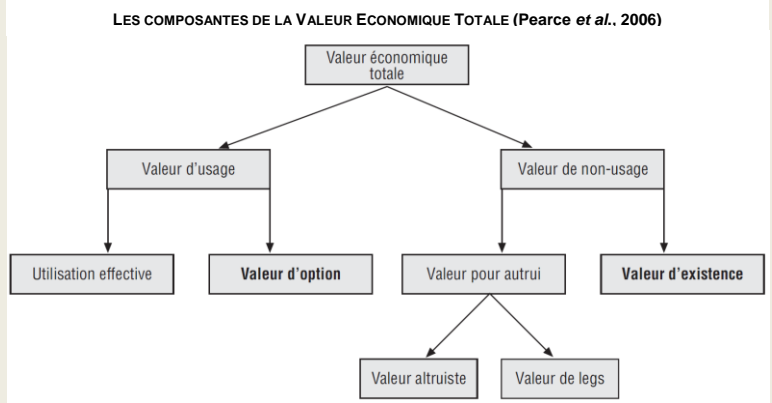 LES COMPOSANTES DE LA VALEUR ECONOMIQUE TOTALE (Pearce et al., 2006)
Valeur économique
totale
Valeur d'usage
Valeur de non-usage
Utilisation effective
Valeur d'option
Valeur pour autrui
Valeur d'existence
Valeur altruiste
Valeur de legs